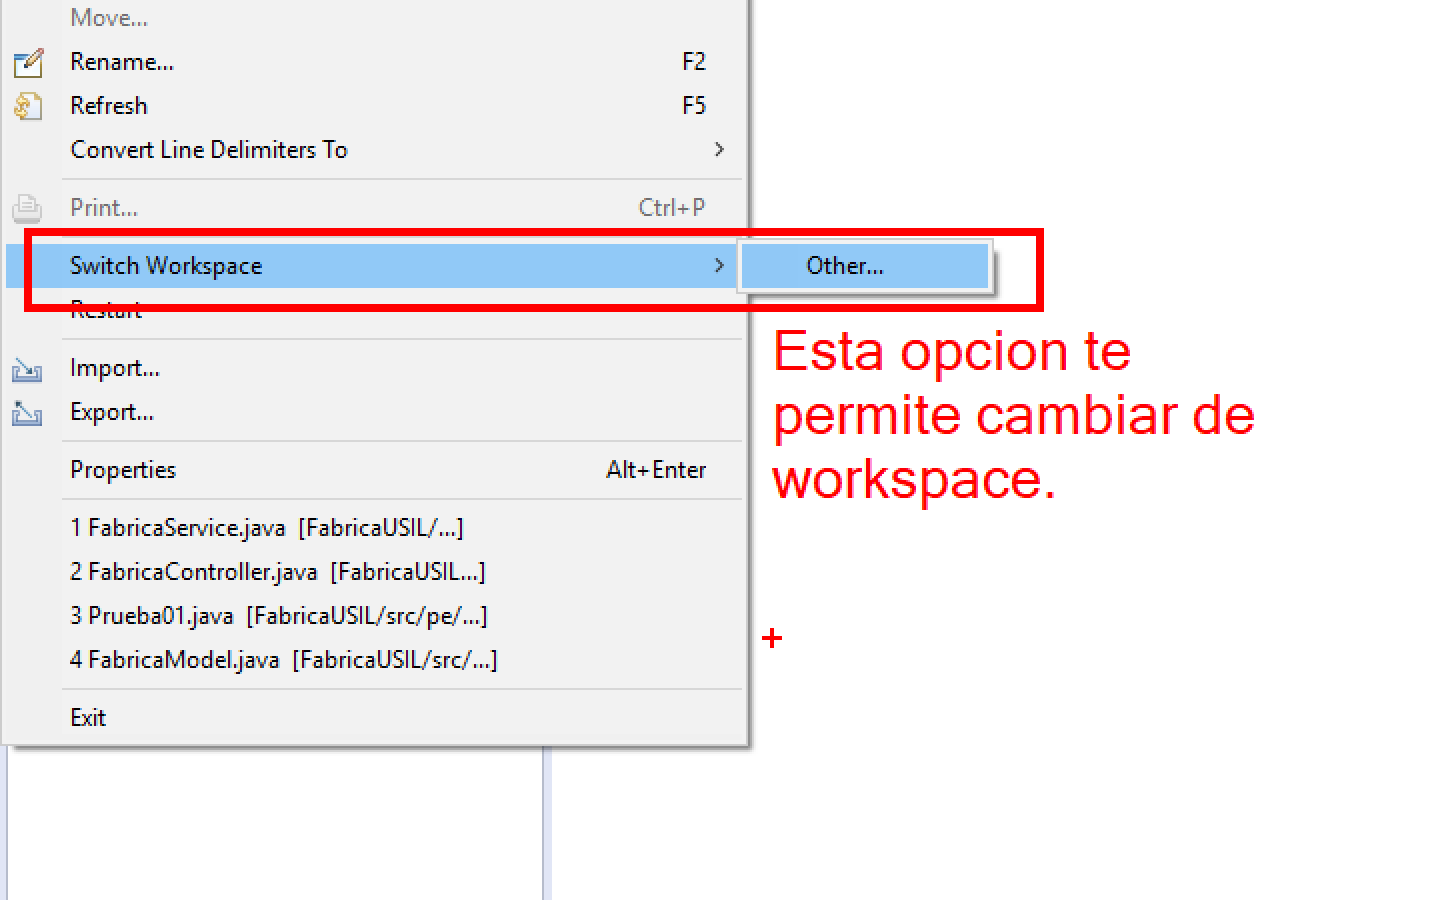 Move...
Rename... F2
Refresh F5
Convert Line Delimiters To
Print... Ctrl+P
Switch Workspace Other...
Restart
Import...
Export...
Properties Alt+Enter
1 FabricaService.java [FabricaUSIL/...]
2 FabricaController.java [FabricaUSIL...]
3 Prueba01.java [FabricaUSIL/src/pe/...]
4 FabricaModel.java [FabricaUSIL/src/...]
Exit
Esta opcion te
permite cambiar de
workspace.